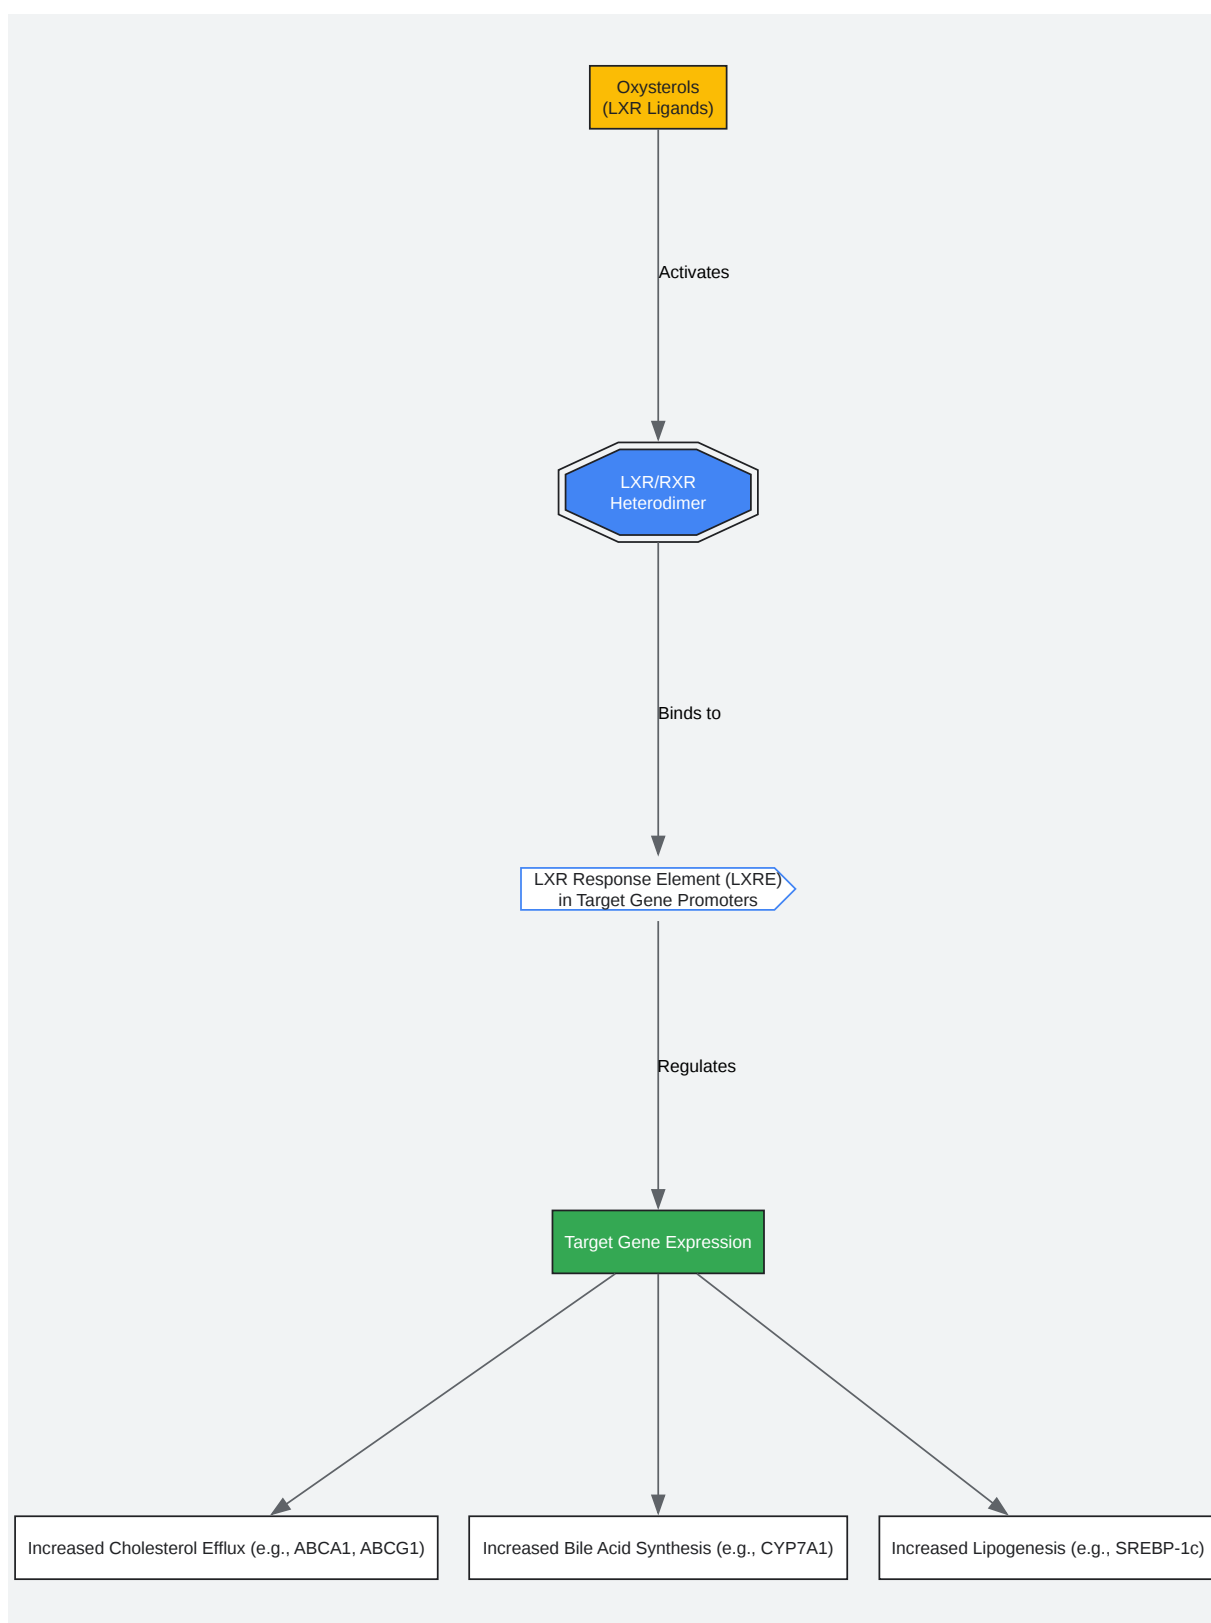 Oxysterols
(LXR Ligands)
Activates
LXR/RXR
Heterodimer
Binds to
LXR Response Element (LXRE)
in Target Gene Promoters
Regulates
Target Gene Expression
Increased Cholesterol Efflux (e.g., ABCA1, ABCG1)
Increased Bile Acid Synthesis (e.g., CYP7A1)
Increased Lipogenesis (e.g., SREBP-1c)